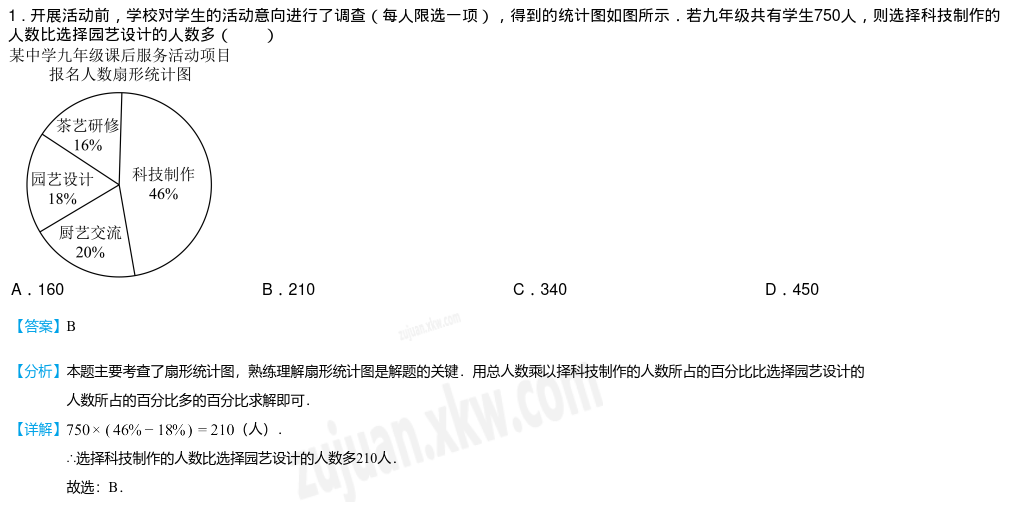 1．开展活动前，学校对学生的活动意向进行了调查（每人限选一项），得到的统计图如图所示．若九年级共有学生750人，则选择科技制作的
人数比选择园艺设计的人数多（　　）
某中学九年级课后服务活动项目
报名人数扇形统计图
茶艺研修
16%
科技制作
46%
园艺设计
18%
厨艺交流
20%
A．160 B．210 C．340 D．450
【答案】B
zujuan.xkw.com
【分析】本题主要考查了扇形统计图，熟练理解扇形统计图是解题的关键．用总人数乘以择科技制作的人数所占的百分比比选择园艺设计的
人数所占的百分比多的百分比求解即可．
【详解】750×(46%−18%)=210（人）．
∴选择科技制作的人数比选择园艺设计的人数多210人．
故选：B．
zujuan.xkw.com